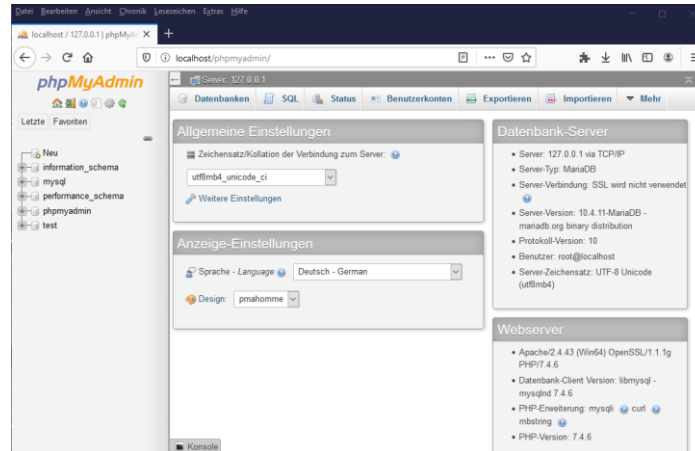 Datei Bearbeiten Ansicht Chronik Lesezeichen Extras Hilfe
localhost / 127.0.0.1 | phpMyAd
localhost/phpmyadmin/
phpMyAdmin
Letzte Favoriten
Neu
information_schema
mysql
performance_schema
phpmyadmin
test
Server: 127.0.0.1
Datenbanken SQL Status Benutzerkonten Exportieren Importieren Mehr
Allgemeine Einstellungen
Zeichensatz/Kollation der Verbindung zum Server:
utf8mb4_unicode_ci
Weitere Einstellungen
Anzeige-Einstellungen
Sprache - Language Deutsch - German
Design: pmahomme
Datenbank-Server
Server: 127.0.0.1 via TCP/IP
Server-Typ: MariaDB
Server-Verbindung: SSL wird nicht verwendet
Server-Version: 10.4.11-MariaDB -
mariadb.org binary distribution
Protokoll-Version: 10
Benutzer: root@localhost
Server-Zeichensatz: UTF-8 Unicode
(utf8mb4)
Webserver
Apache/2.4.43 (Win64) OpenSSL/1.1.1g
PHP/7.4.6
Datenbank-Client Version: libmysql -
mysqlnd 7.4.6
PHP-Erweiterung: mysqli curl
mbstring
PHP-Version: 7.4.6
Konsole